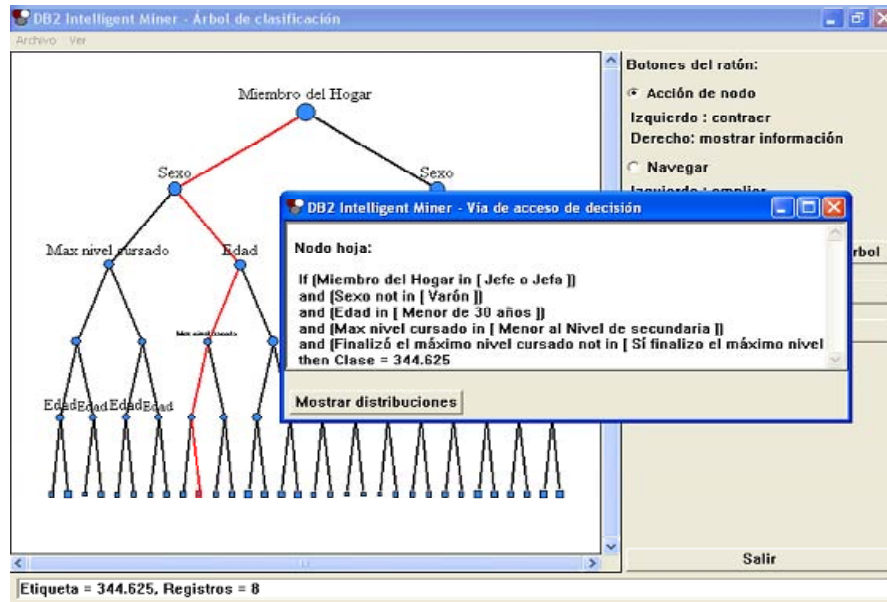 DB2 Intelligent Miner - Árbol de clasificación
Archivo Ver
Miembro del Hogar
Sexo
Sexo
Max nivel cursado
Edad
Max nivel cursado
Edad Edad Edad Edad
Botones del ratón:
Acción de nodo
Izquierdo : contraer
Derecho: mostrar información
Navegar
Izquierdo : ampliar
rbol
DB2 Intelligent Miner - Vía de acceso de decisión
Nodo hoja:
If (Miembro del Hogar in [ Jefe o Jefa ])
and (Sexo not in [ Varón ])
and (Edad in [ Menor de 30 años ])
and (Max nivel cursado in [ Menor al Nivel de secundaria ])
and (Finalizó el máximo nivel cursado not in [ Sí finalizo el máximo nivel
then Clase = 344.625
Mostrar distribuciones
Salir
Etiqueta = 344.625, Registros = 8